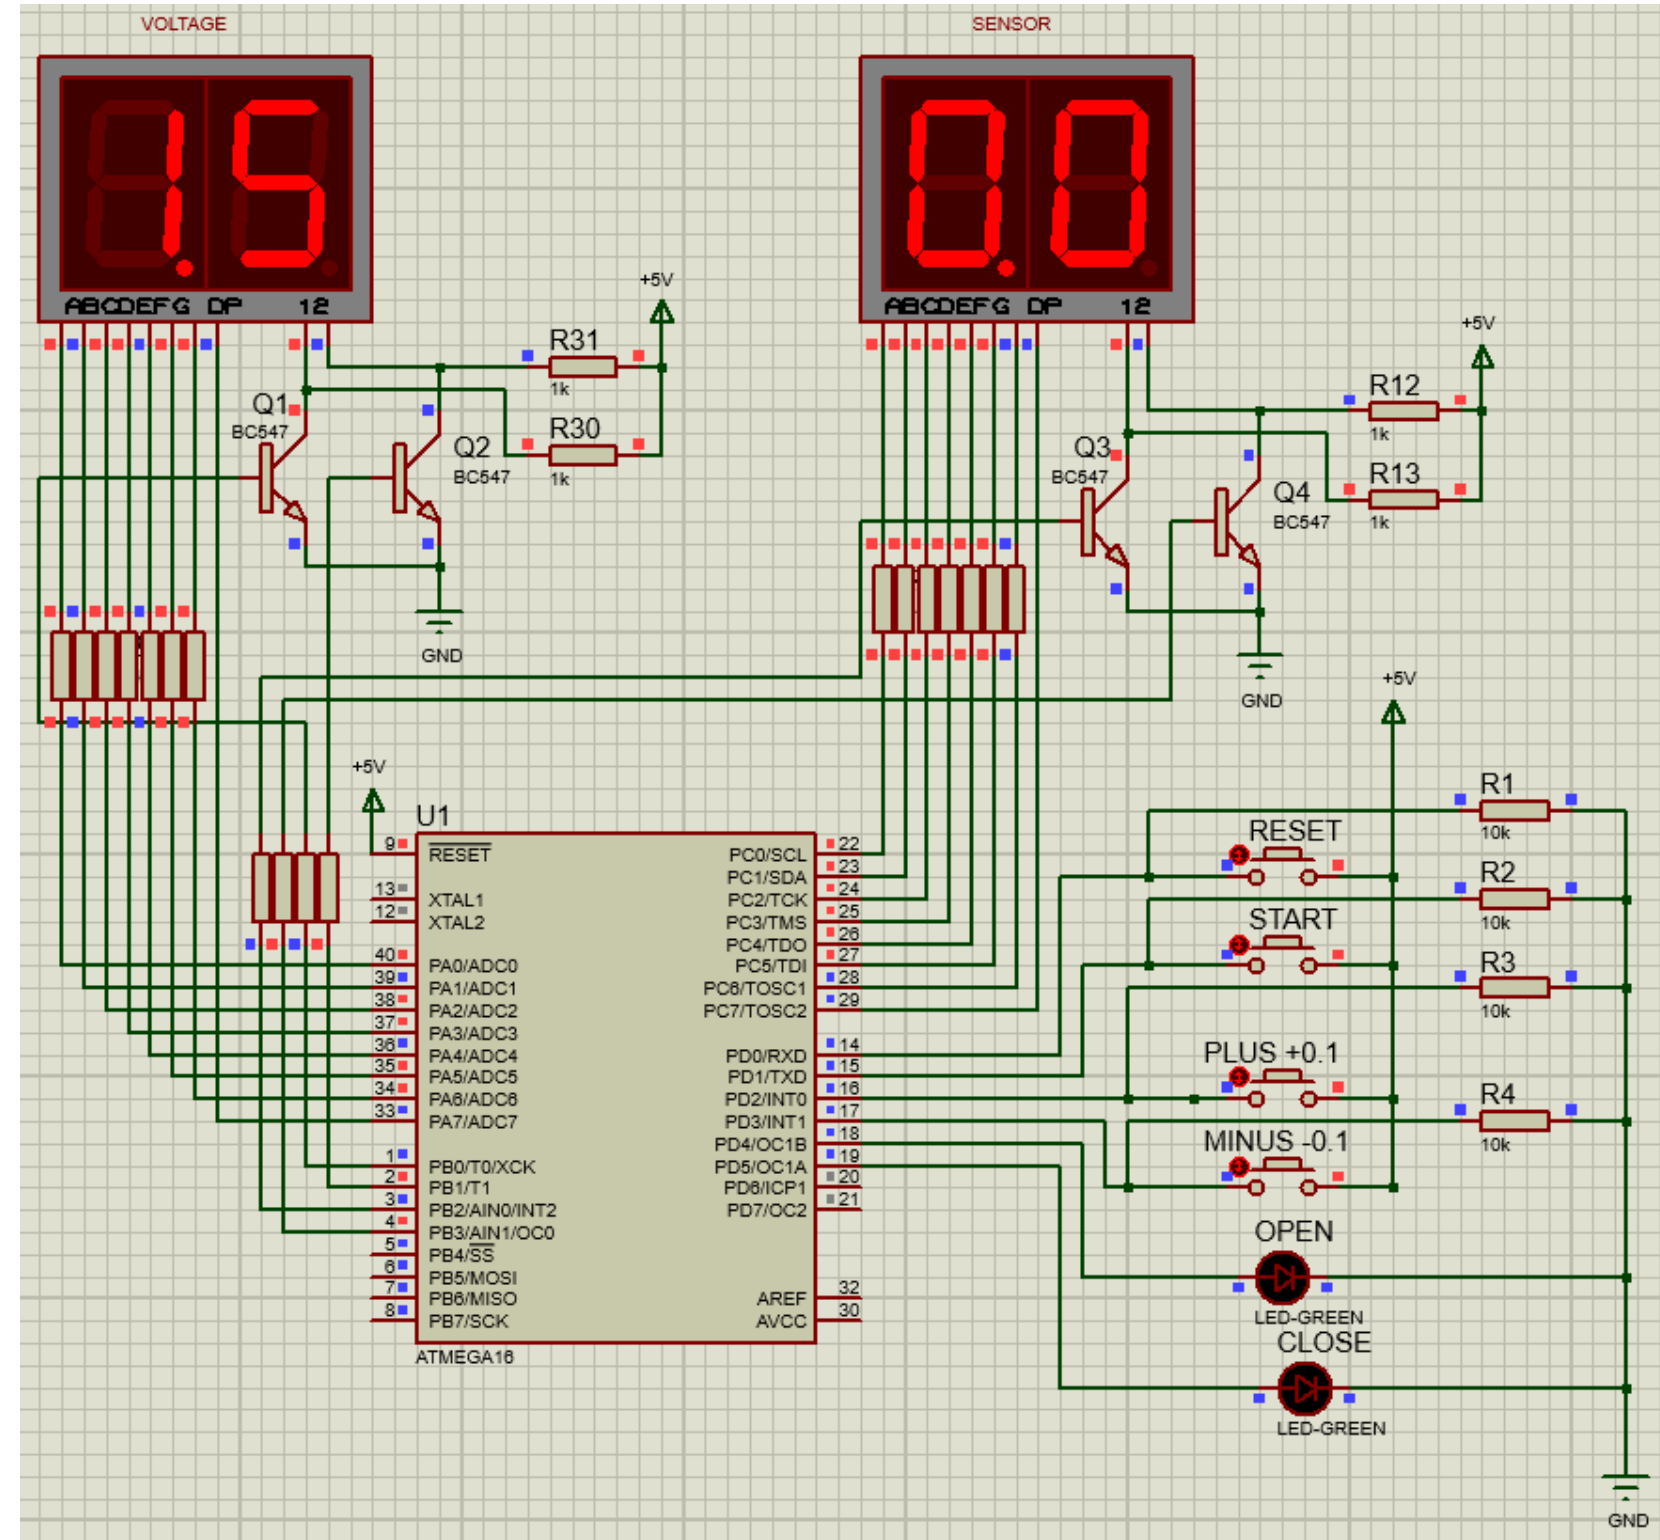 VOLTAGE
SENSOR
1.5
0.0
ABCDEFG DP 12
ABCDEFG DP 12
+5V
R31
1k
R30
1k
Q1
BC547
Q2
BC547
GND
+5V
R12
1k
R13
1k
Q3
BC547
Q4
BC547
GND
+5V
+5V
U1
9 RESET
13 XTAL1
12 XTAL2
40 PA0/ADC0
39 PA1/ADC1
38 PA2/ADC2
37 PA3/ADC3
36 PA4/ADC4
35 PA5/ADC5
34 PA6/ADC6
33 PA7/ADC7
1 PB0/T0/XCK
2 PB1/T1
3 PB2/AIN0/INT2
4 PB3/AIN1/OC0
5 PB4/SS
6 PB5/MOSI
7 PB6/MISO
8 PB7/SCK
PC0/SCL 22
PC1/SDA 23
PC2/TCK 24
PC3/TMS 25
PC4/TDO 26
PC5/TDI 27
PC6/TOSC1 28
PC7/TOSC2 29
PD0/RXD 14
PD1/TXD 15
PD2/INT0 16
PD3/INT1 17
PD4/OC1B 18
PD5/OC1A 19
PD6/ICP1 20
PD7/OC2 21
AREF 32
AVCC 30
ATMEGA16
RESET
START
PLUS +0.1
MINUS -0.1
R1
10k
R2
10k
R3
10k
R4
10k
OPEN
LED-GREEN
CLOSE
LED-GREEN
GND